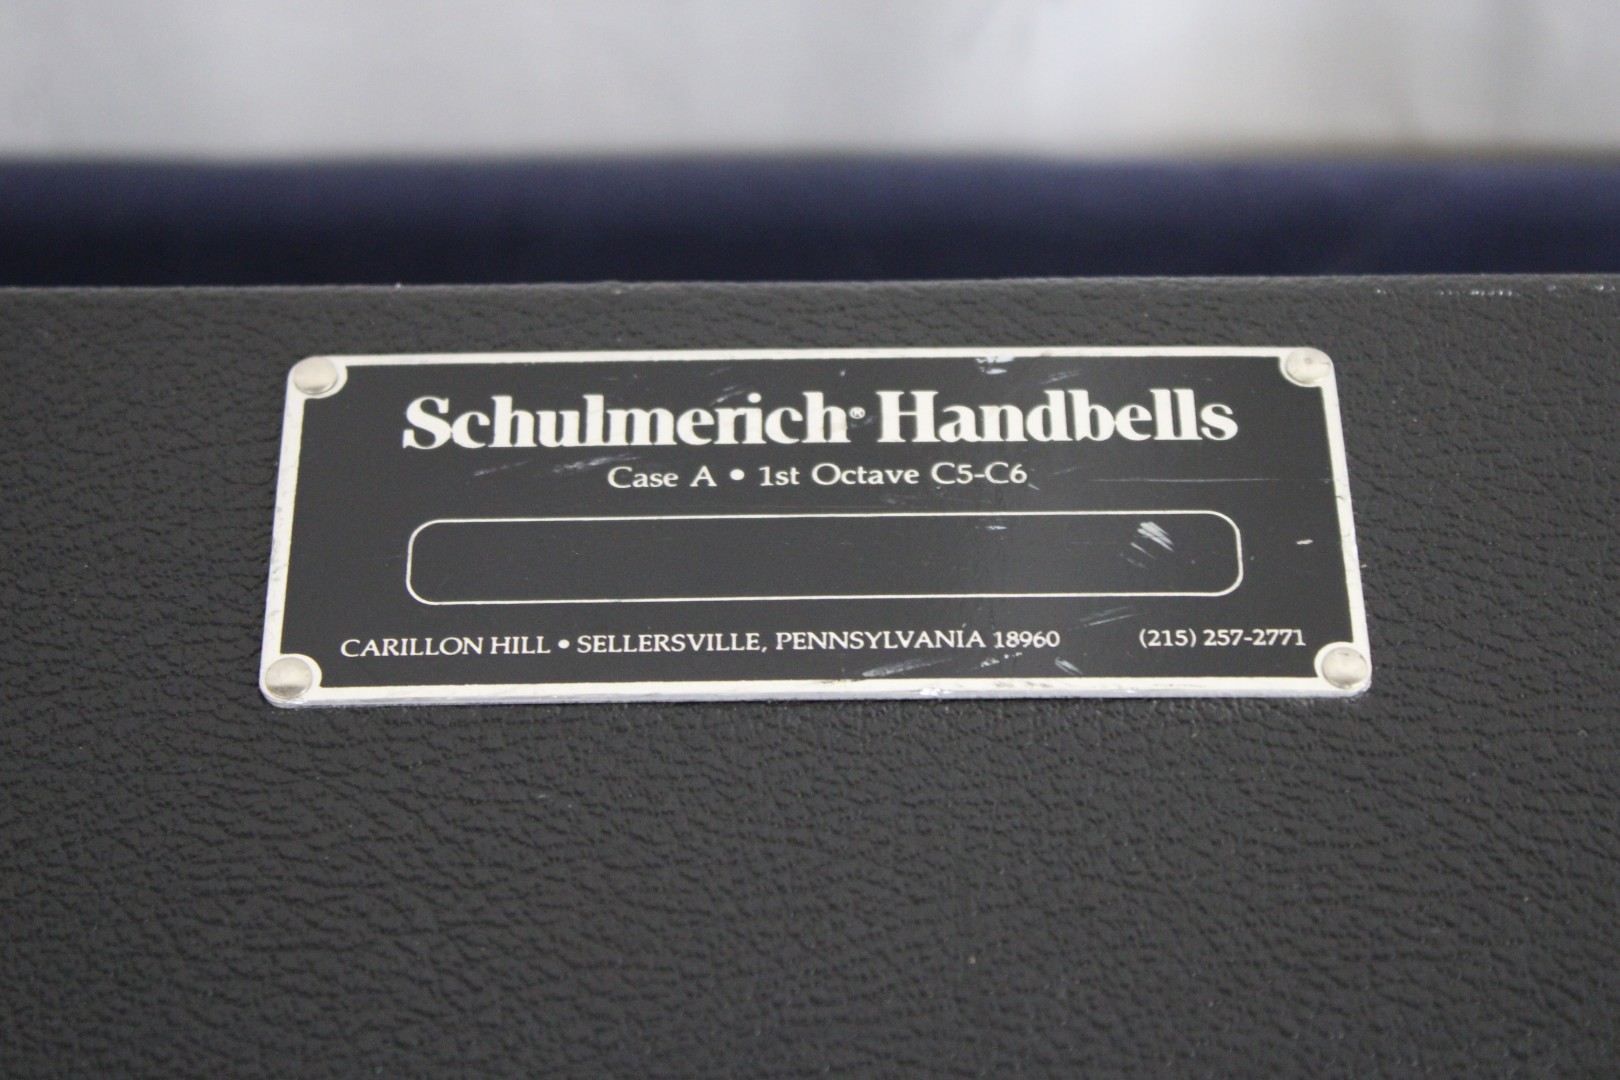 Schulmerich® Handbells
Case A • 1st Octave C5-C6
CARILLON HILL • SELLERSVILLE, PENNSYLVANIA 18960 (215) 257-2771